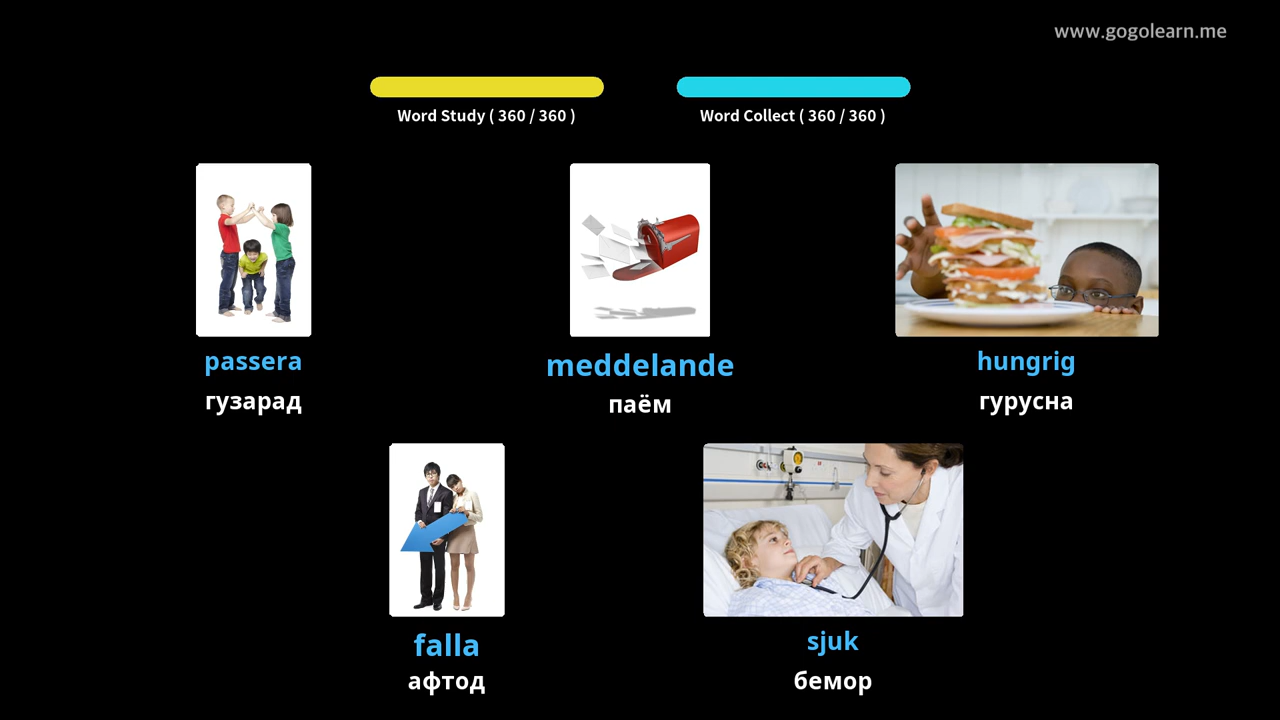 www.gogolearn.me
Word Study ( 360 / 360 )
Word Collect ( 360 / 360 )
passera
meddelande
hungrig
гузарад
паём
гурусна
falla
sjuk
афтод
бемор